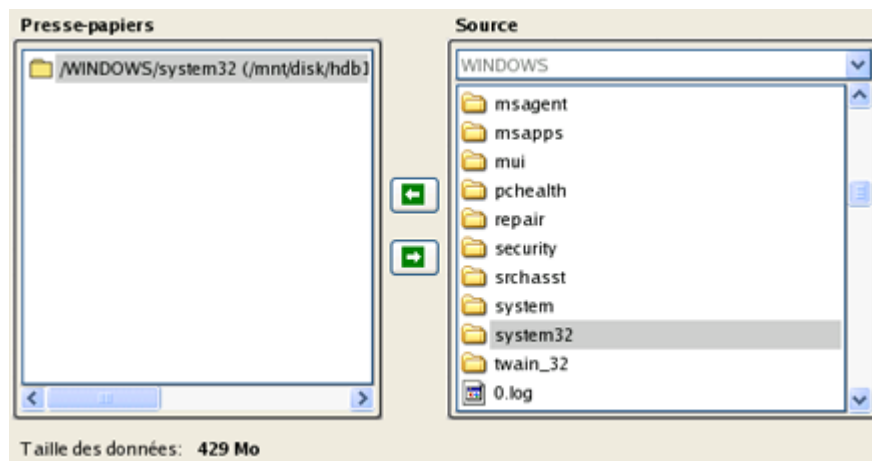 Presse-papiers
/WINDOWS/system32 (/mnt/disk/hdb1
Source
WINDOWS
msagent
msapps
mui
pchealth
repair
security
srchasst
system
system32
twain_32
0.log
Taille des données: 429 Mo